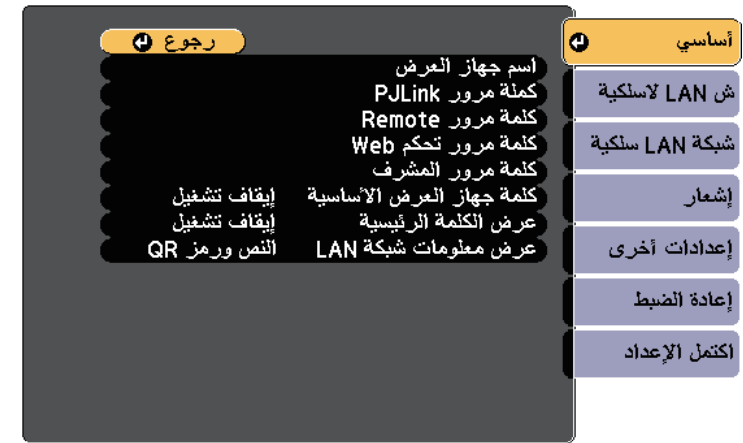 أساسي
ش LAN لاسلكية
شبكة LAN سلكية
إشعار
إعدادات أخرى
إعادة الضبط
اكتمل الإعداد
رجوع
اسم جهاز العرض
كملة مرور PJLink
كلمة مرور Remote
كلمة مرور تحكم Web
كلمة مرور المشرف
كلمة جهاز العرض الأساسية إيقاف تشغيل
عرض الكلمة الرئيسية إيقاف تشغيل
عرض معلومات شبكة LAN النص ورمز QR